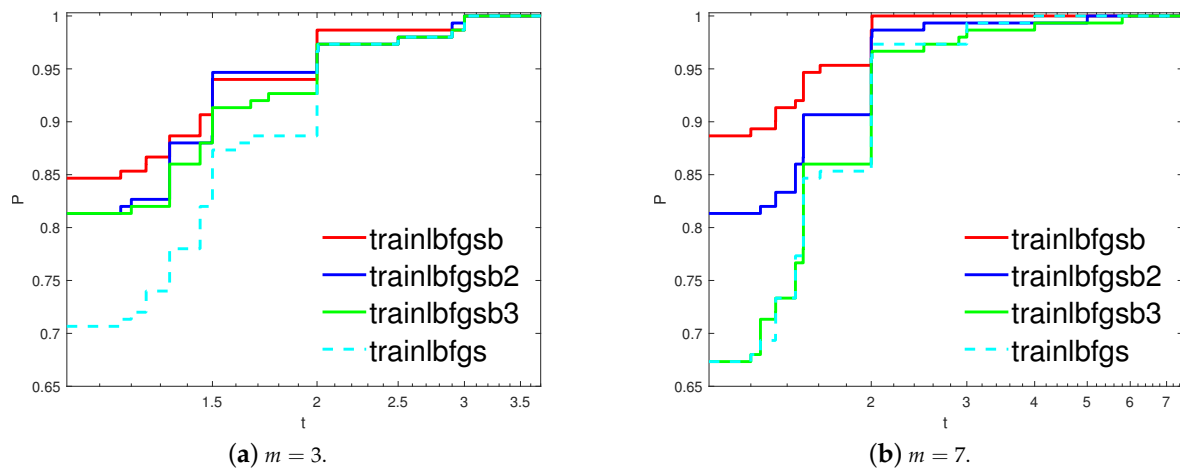 1
0.95
0.9
0.85
0.8
0.75
0.7
0.65
P
1.5 2 2.5 3 3.5
t
trainlbfgsb
trainlbfgsb2
trainlbfgsb3
trainlbfgs
(a) m = 3.
1
0.95
0.9
0.85
0.8
0.75
0.7
0.65
P
2 3 4 5 6 7
t
trainlbfgsb
trainlbfgsb2
trainlbfgsb3
trainlbfgs
(b) m = 7.